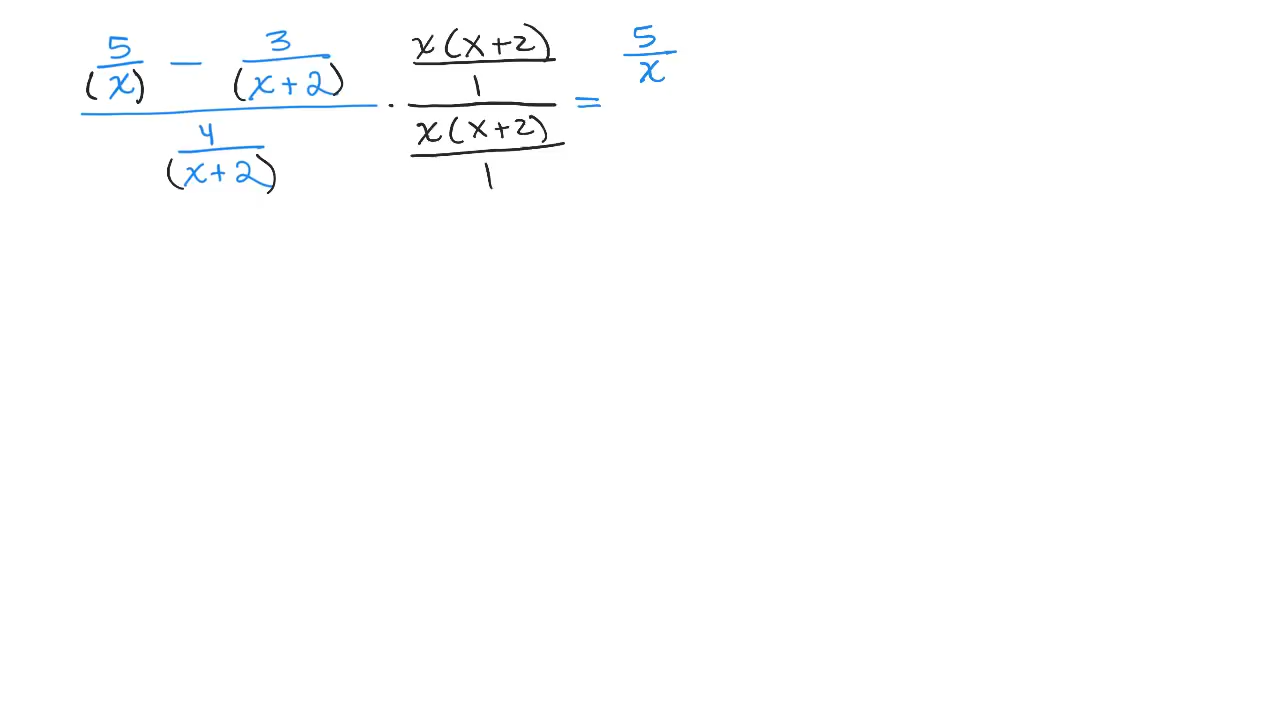 5/(x) − 3/(x+2) x(x+2)/1 5/x
· =
4/(x+2) x(x+2)/1